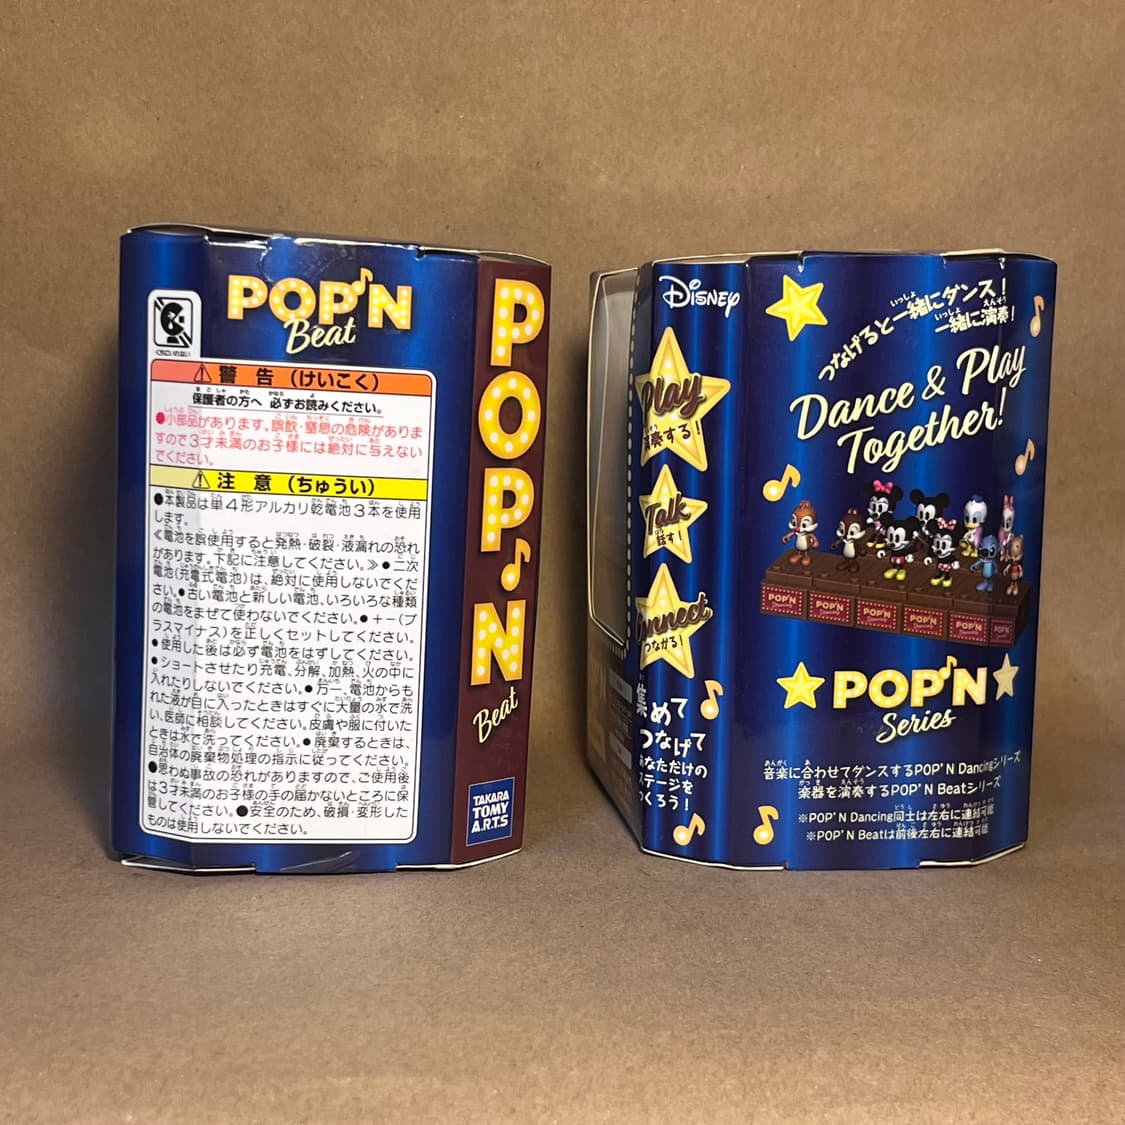 POP'N
Beat
口に入れない
警告（けいこく）
保護者の方へ 必ずお読みください。
●小部品があります。誤飲・窒息の危険がありま
すので3才未満のお子様には絶対に与えない
でください。
注意（ちゅうい）
●本製品は単4形アルカリ乾電池3本を使用
します。
≪電池を誤使用すると発熱・破裂・液漏れの恐れ
があります。下記に注意してください。≫●二次
電池(充電式電池)は、絶対に使用しないでくだ
さい。●古い電池と新しい電池、いろいろな種類
の電池をまぜて使わないでください。●＋－(プ
ラスマイナス)を正しくセットしてください。
●使用した後は必ず電池をはずしてください。
●ショートさせたり充電、分解、加熱、火の中に
入れたりしないでください。●万一、電池からも
れた液が目に入ったときはすぐに大量の水で洗
い、医師に相談してください。皮膚や服に付いた
ときは水で洗ってください。●廃棄するときは、
自治体の廃棄物処理の指示に従ってください。
●思わぬ事故の恐れがありますので、ご使用後
は3才未満のお子様の手の届かないところに保
管してください。●安全のため、破損・変形した
ものは使用しないでください。
POP'N
Beat
TAKARA
TOMY
A.R.T.S
Disney
Play
演奏する!
Talk
話す!
Connect
つながる!
集めて
つなげて
あなただけの
ステージを
つくろう!
つなげると一緒にダンス!
一緒に演奏!
Dance & Play
Together!
POP'N
Dancing
POP'N
Dancing
POP'N
Dancing
POP'N
Dancing
POP'N
Dancing
POP'N
POP'N
Series
音楽に合わせてダンスするPOP'N Dancingシリーズ
楽器を演奏するPOP'N Beatシリーズ
※POP'N Dancing同士は左右に連結可能
※POP'N Beatは前後左右に連結可能